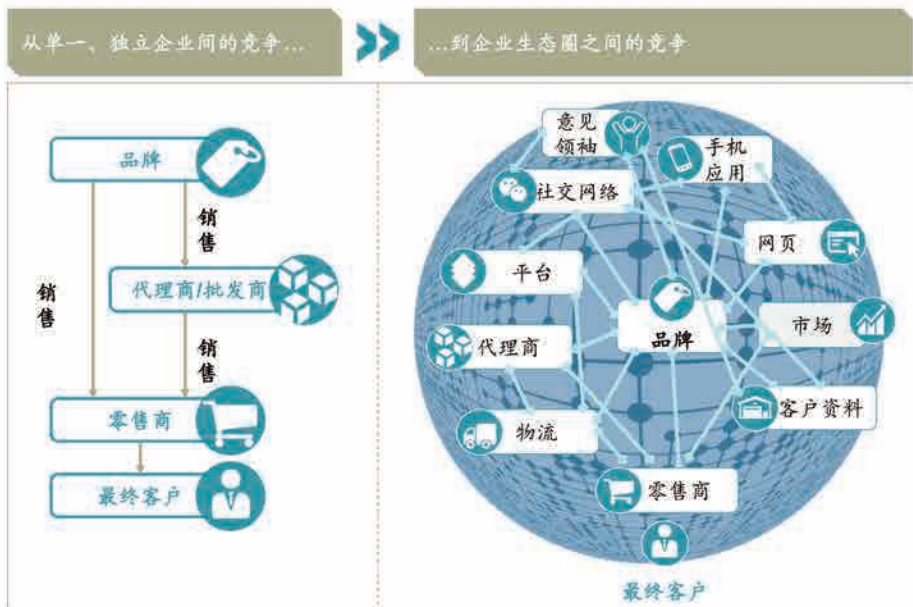 从单一、独立企业间的竞争…
…到企业生态圈之间的竞争
品牌
销售
销售
代理商/批发商
销售
零售商
最终客户
意见
领袖
手机
应用
社交网络
网页
平台
品牌
市场
代理商
客户资料
物流
零售商
最终客户